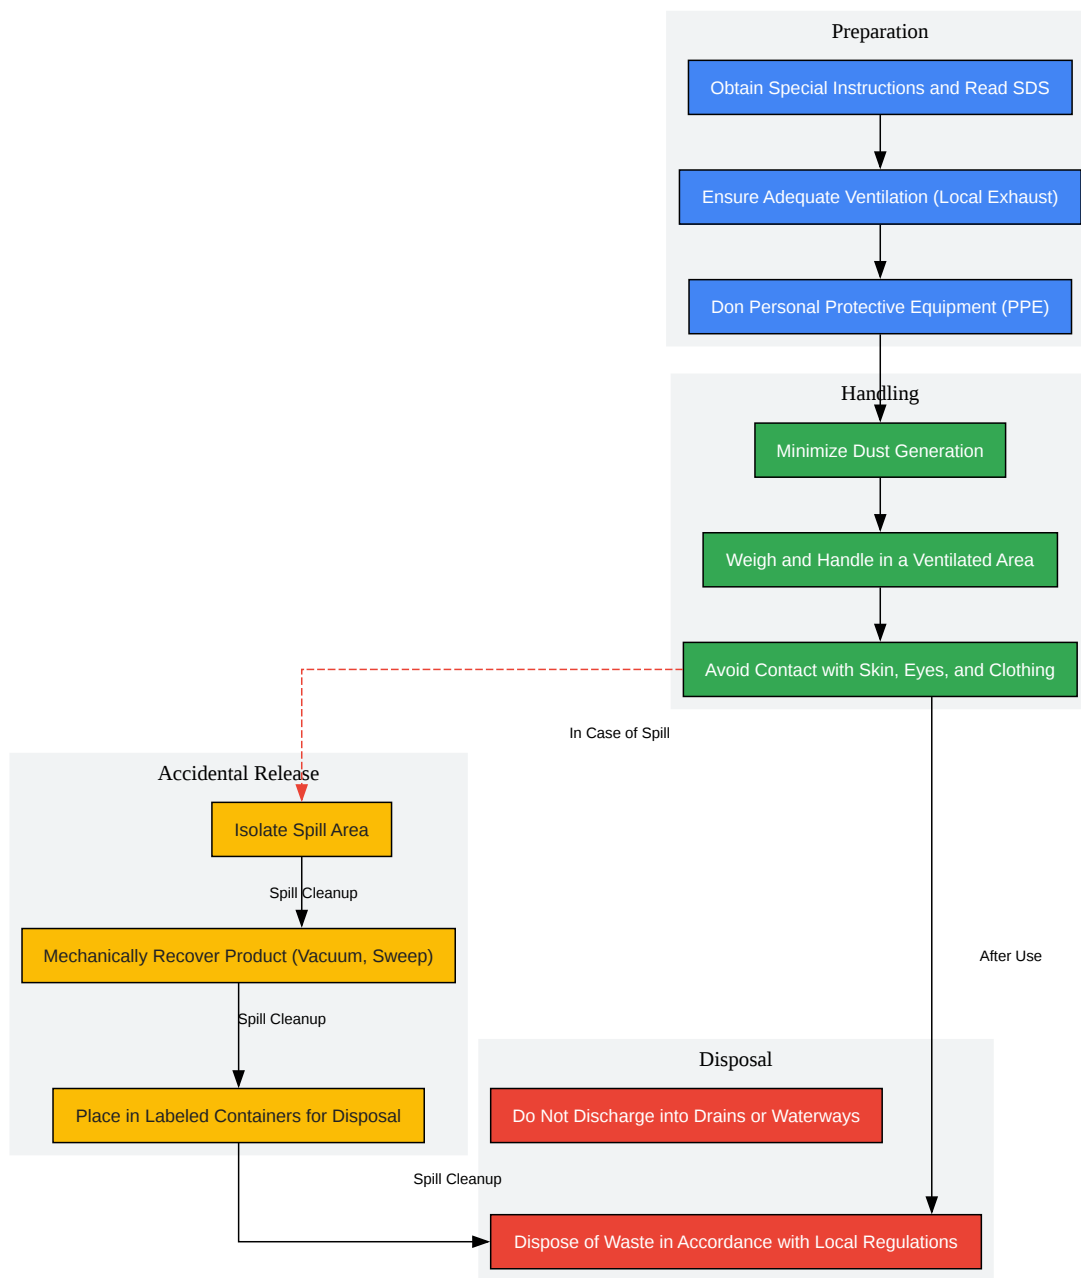 Preparation
Obtain Special Instructions and Read SDS
Ensure Adequate Ventilation (Local Exhaust)
Don Personal Protective Equipment (PPE)
Handling
Minimize Dust Generation
Weigh and Handle in a Ventilated Area
Avoid Contact with Skin, Eyes, and Clothing
In Case of Spill
Accidental Release
Isolate Spill Area
Spill Cleanup
Mechanically Recover Product (Vacuum, Sweep)
After Use
Spill Cleanup
Disposal
Place in Labeled Containers for Disposal
Do Not Discharge into Drains or Waterways
Spill Cleanup
Dispose of Waste in Accordance with Local Regulations